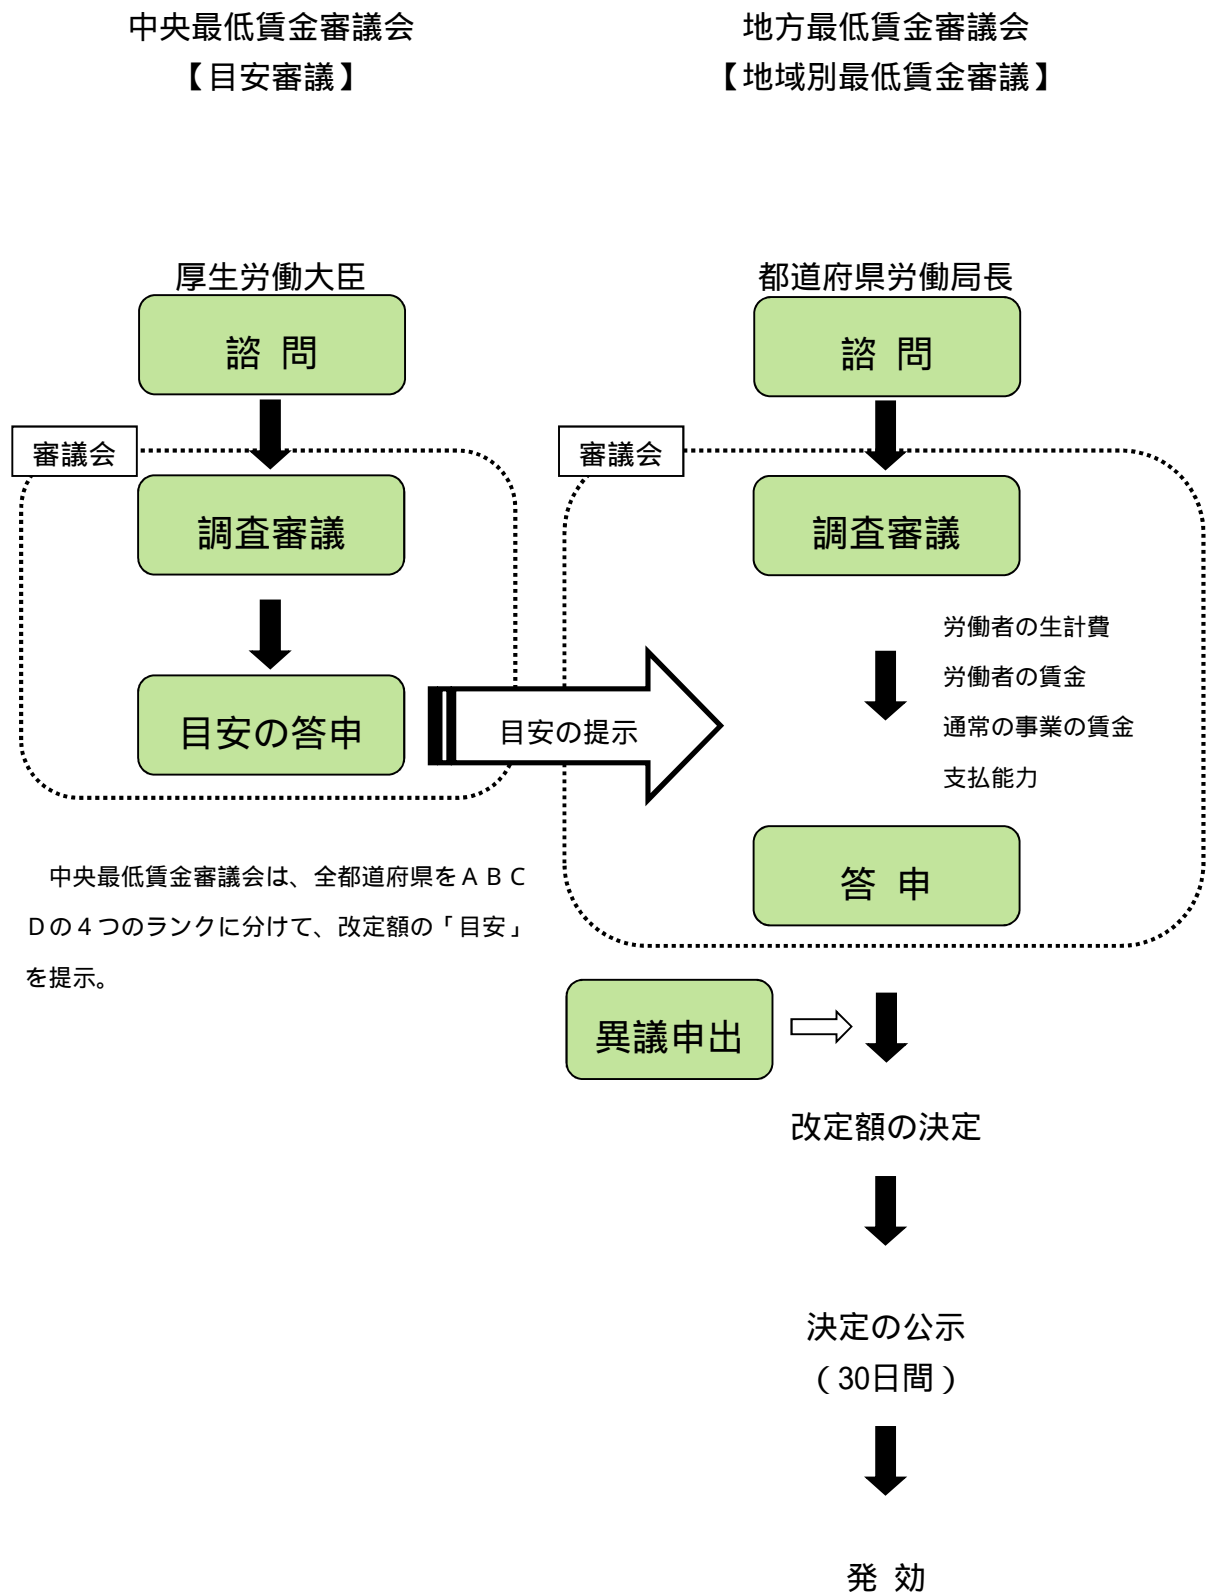 中央最低賃金審議会
【目安審議】
地方最低賃金審議会
【地域別最低賃金審議】
厚生労働大臣
諮 問
審議会
調査審議
目安の答申
目安の提示
中央最低賃金審議会は、全都道府県をＡＢＣ
Ｄの４つのランクに分けて、改定額の「目安」
を提示。
都道府県労働局長
諮 問
審議会
調査審議
労働者の生計費
労働者の賃金
通常の事業の賃金
支払能力
答 申
異議申出
改定額の決定
決定の公示
（30日間）
発 効